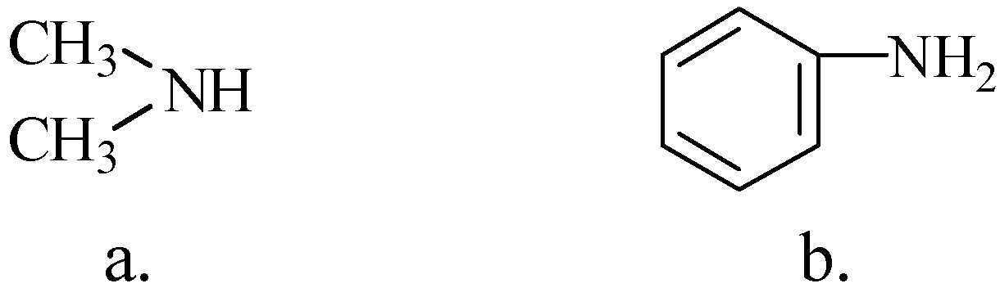 CH₃
NH
CH₃
NH₂
a.
b.